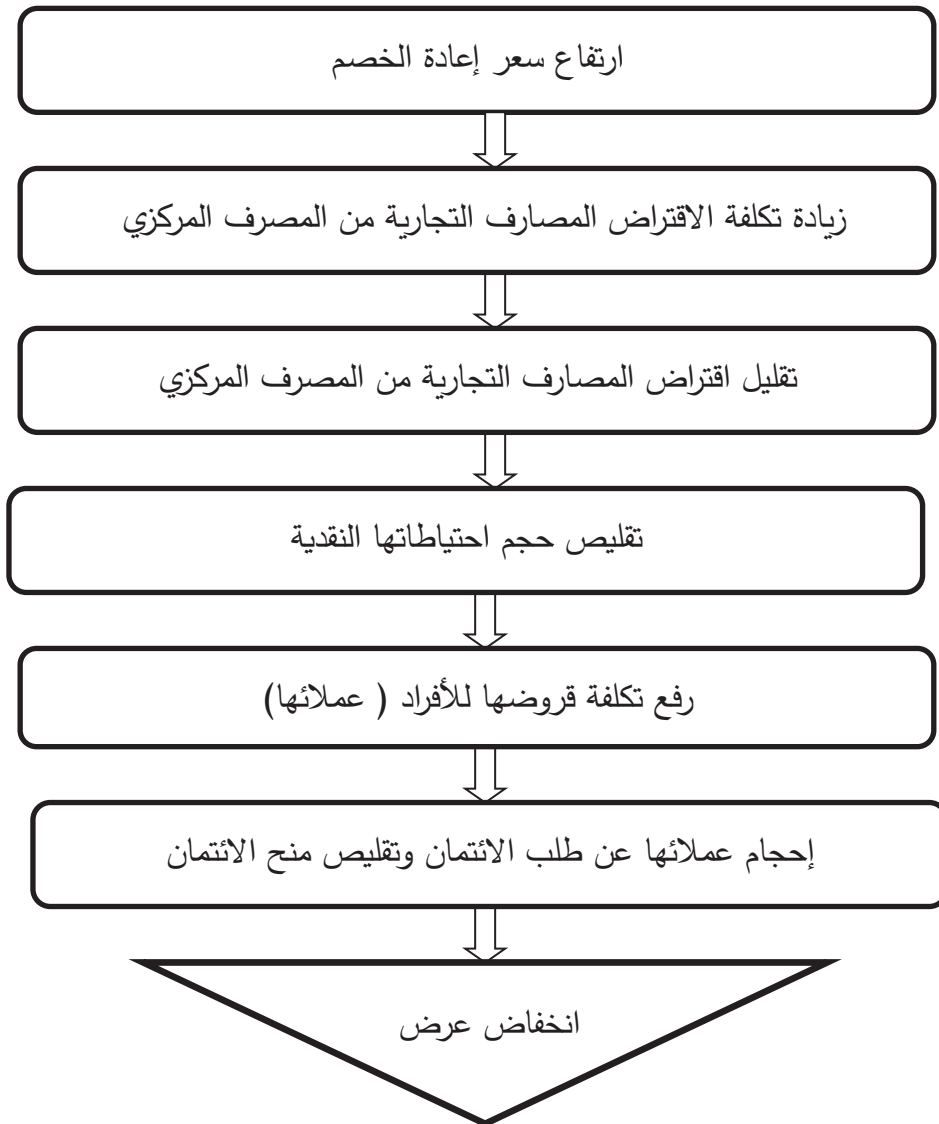 ارتفاع سعر إعادة الخصم
زيادة تكلفة الاقتراض المصارف التجارية من المصرف المركزي
تقليل اقتراض المصارف التجارية من المصرف المركزي
تقليص حجم احتياطاتها النقدية
رفع تكلفة قروضها للأفراد ( عملائها)
إحجام عملائها عن طلب الائتمان وتقليص منح الائتمان
انخفاض عرض